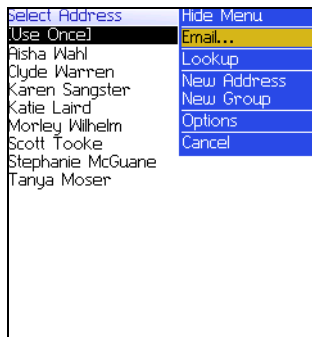 Select Address
[Use Once]
Aisha Wahl
Clyde Warren
Karen Sangster
Katie Laird
Morley Wilhelm
Scott Tooke
Stephanie McGuane
Tanya Moser
Hide Menu
Email...
Lookup
New Address
New Group
Options
Cancel